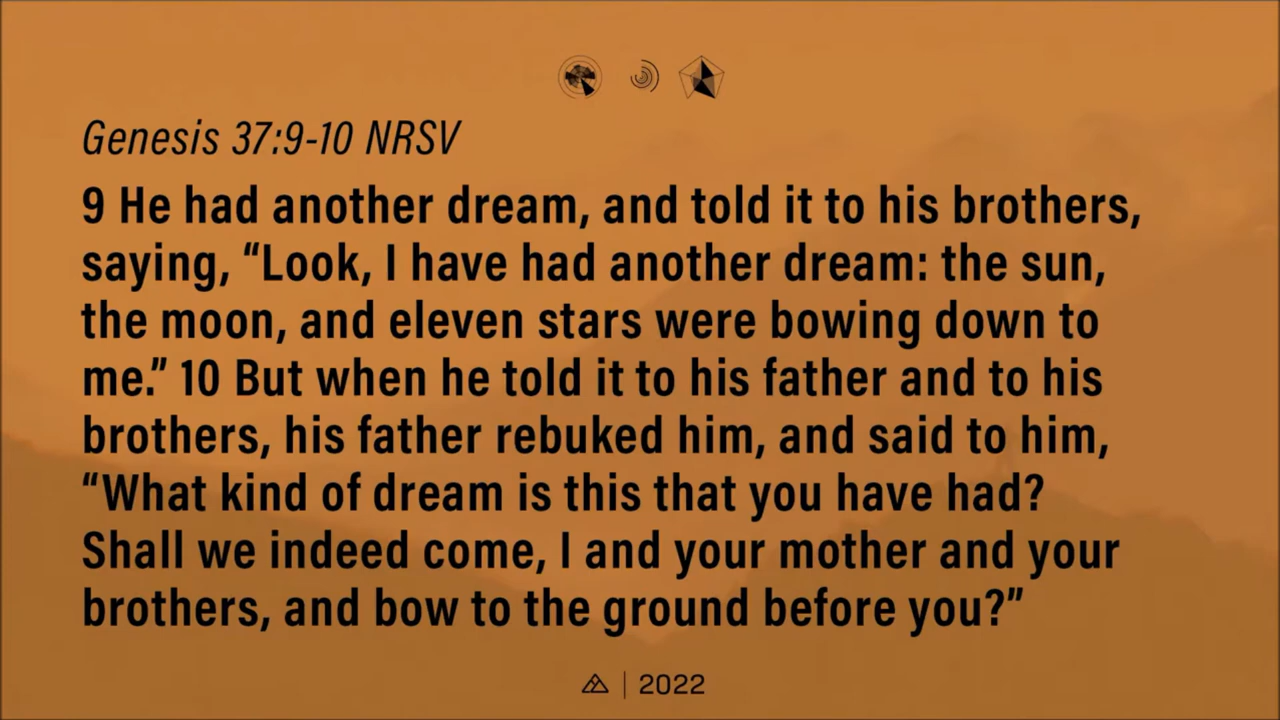 Genesis 37:9-10 NRSV
9 He had another dream, and told it to his brothers,
saying, “Look, I have had another dream: the sun,
the moon, and eleven stars were bowing down to
me.” 10 But when he told it to his father and to his
brothers, his father rebuked him, and said to him,
“What kind of dream is this that you have had?
Shall we indeed come, I and your mother and your
brothers, and bow to the ground before you?”
| 2022